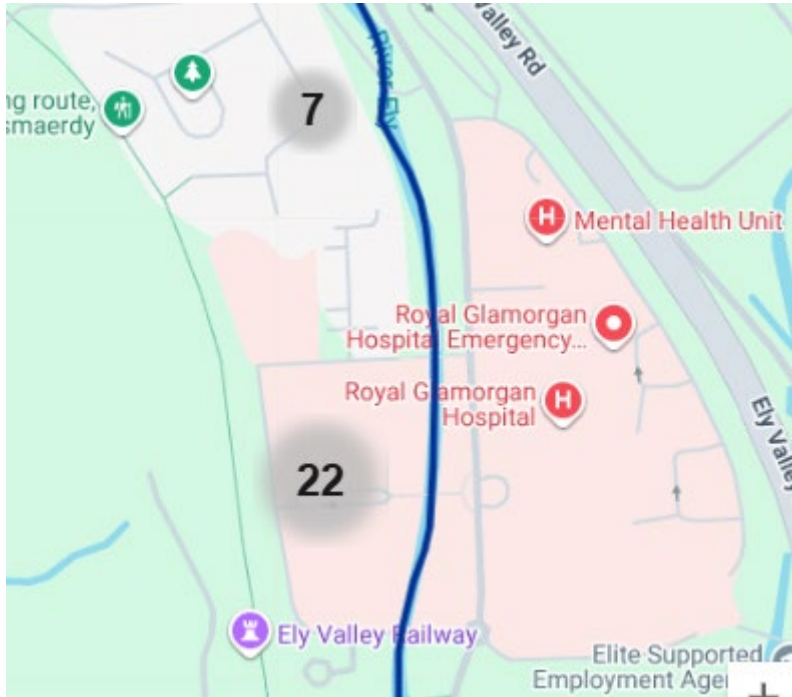 Valley Rd
River Ely
ng route,
smaerdy
7
Mental Health Unit
Royal Glamorgan
Hospital Emergency...
Royal Glamorgan
Hospital
Ely Valley
22
Ely Valley Railway
Elite Supported
Employment Age